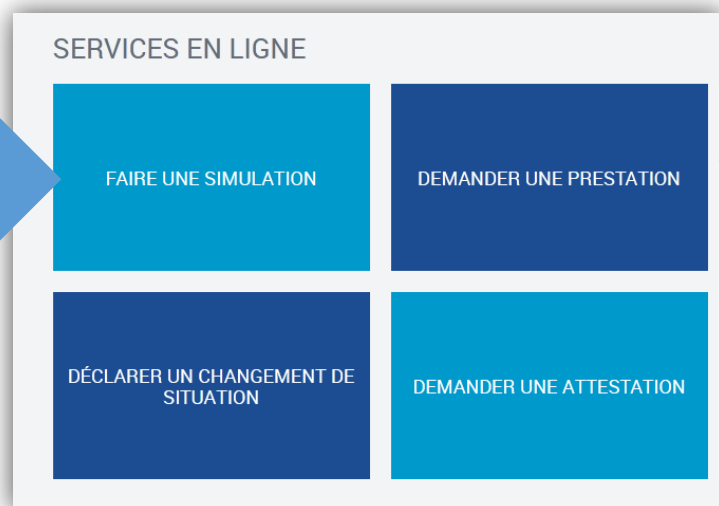 SERVICES EN LIGNE
FAIRE UNE SIMULATION
DEMANDER UNE PRESTATION
DÉCLARER UN CHANGEMENT DE
SITUATION
DEMANDER UNE ATTESTATION